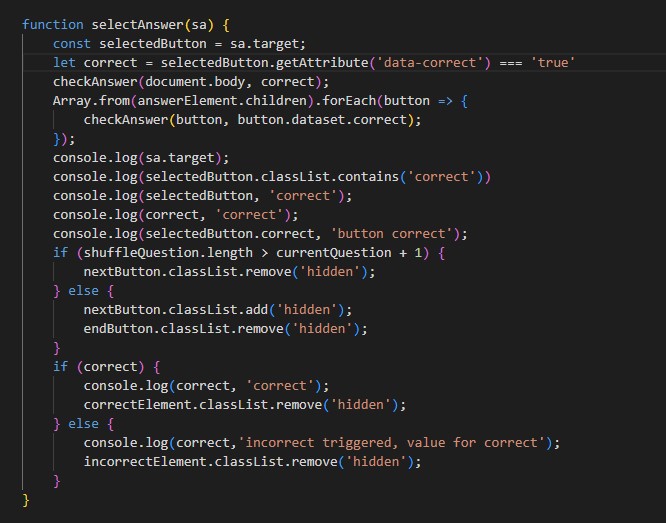 function selectAnswer(sa) {
    const selectedButton = sa.target;
    let correct = selectedButton.getAttribute('data-correct') === 'true'
    checkAnswer(document.body, correct);
    Array.from(answerElement.children).forEach(button => {
        checkAnswer(button, button.dataset.correct);
    });
    console.log(sa.target);
    console.log(selectedButton.classList.contains('correct'))
    console.log(selectedButton, 'correct');
    console.log(correct, 'correct');
    console.log(selectedButton.correct, 'button correct');
    if (shuffleQuestion.length > currentQuestion + 1) {
        nextButton.classList.remove('hidden');
    } else {
        nextButton.classList.add('hidden');
        endButton.classList.remove('hidden');
    }
    if (correct) {
        console.log(correct, 'correct');
        correctElement.classList.remove('hidden');
    } else {
        console.log(correct,'incorrect triggered, value for correct');
        incorrectElement.classList.remove('hidden');
    }
}